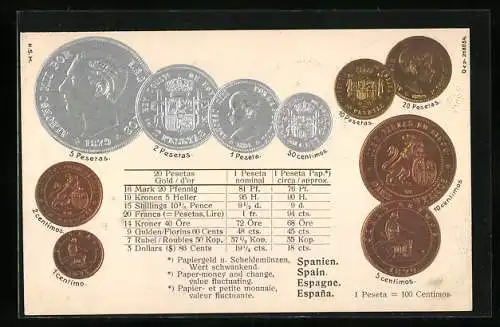 H.S.M.
D.R.G.M. 218254.
ALFONSO XII POR
1875
5 Pesetas.
2 Pesetas.
1 Peseta.
50 centimos.
10 Pesetas.
20 Pesetas.
2 centimos.
1 centimo.
10 centimos.
5 centimos.
20 Pesetas 1 Peseta 1 Peseta Pap.*)
Gold / d'or nominal circa / approx.
16 Mark 20 Pfennig 81 Pf. 76 Pf.
19 Kronen 5 Heller 95 H. 90 H.
15 Shillings 10½ Pence 9½ d. 9 d.
20 Francs (= Pesetas, Lire) 1 fr. 94 cts.
14 Kroner 40 Öre 72 Öre 68 Öre
9 Gulden/Florins 60 Cents 48 cts. 45 cts.
7 Rubel / Roubles 50 Kop. 37½ Kop. 35 Kop.
3 Dollars ($) 86 Cents 19½ cts. 18 cts.
*) Papiergeld u. Scheidemünzen,
Wert schwankend.
*) Paper-money and change,
value fluctuating.
*) Papier- et petite monnaie,
valeur fluctuante.
Spanien.
Spain.
Espagne.
España.
1 Peseta = 100 Centimos.